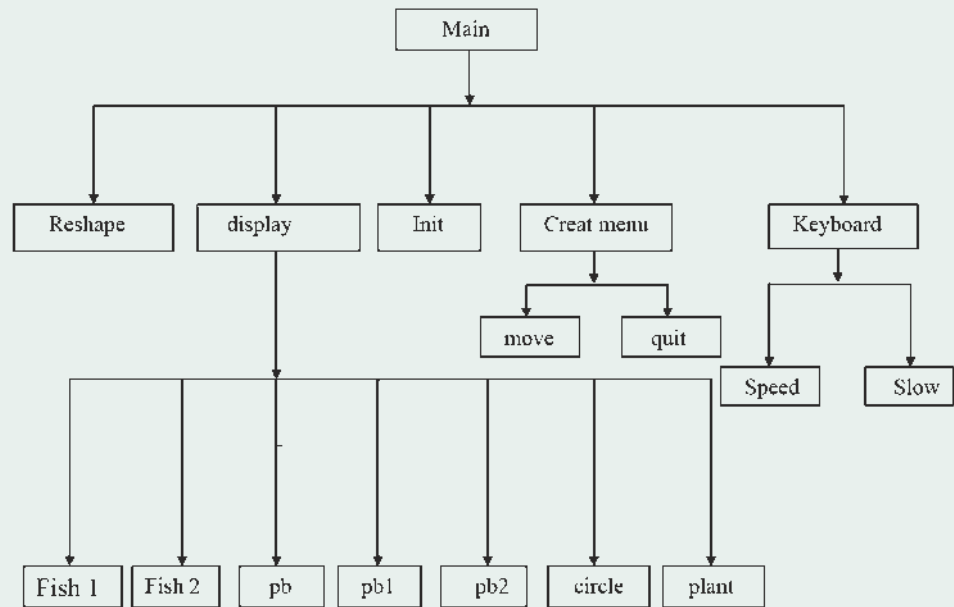 Main
Reshape
display
Init
Creat menu
Keyboard
move
quit
Speed
Slow
Fish 1
Fish 2
pb
pb1
pb2
circle
plant